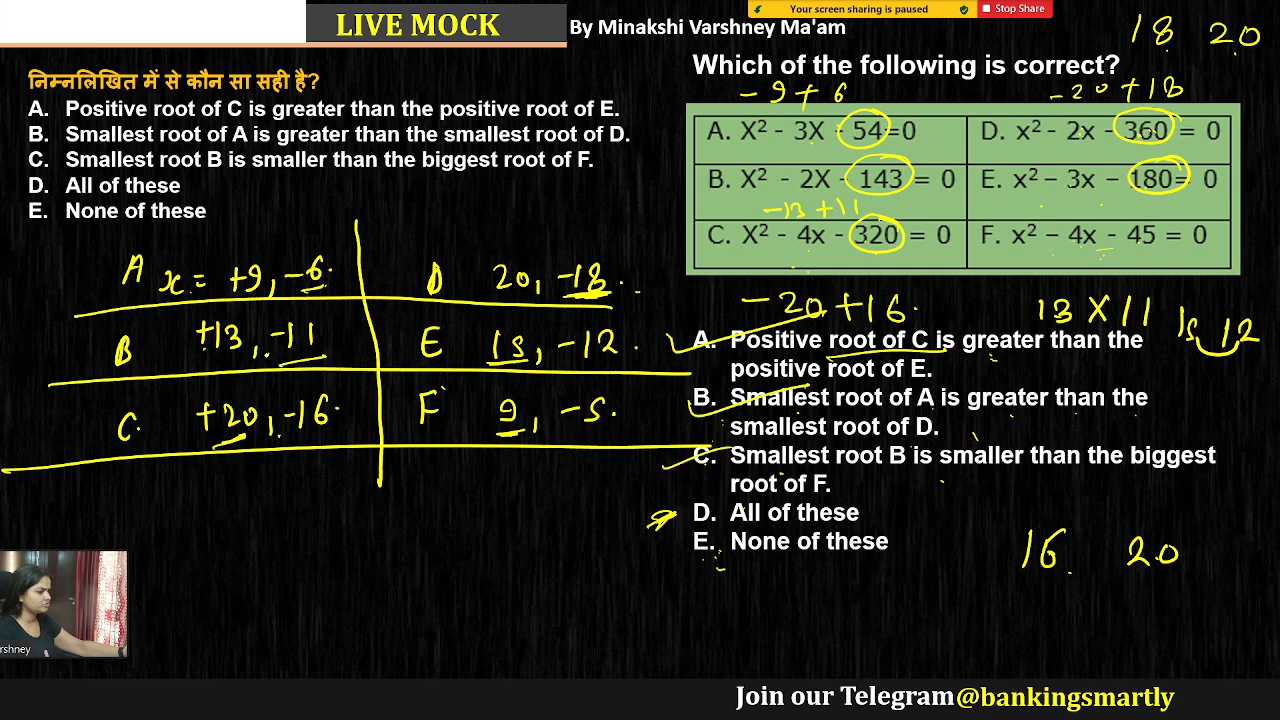 Your screen sharing is paused
Stop Share
LIVE MOCK
By Minakshi Varshney Ma'am
18 20
निम्नलिखित में से कौन सा सही है?
A. Positive root of C is greater than the positive root of E.
B. Smallest root of A is greater than the smallest root of D.
C. Smallest root B is smaller than the biggest root of F.
D. All of these
E. None of these
Which of the following is correct?
-9+6
-20+18
A. X² - 3X - 54=0
D. x² - 2x - 360 = 0
B. X² - 2X - 143 = 0
E. x² – 3x – 180= 0
-13 +11
C. X² - 4x - 320 = 0
F. x² – 4x - 45 = 0
A x = +9, -6.
D 20, -18.
B +13, -11
E 15, -12.
C. +20, -16.
F 9, -5.
-20+16.
13 X 11
15 12
A. Positive root of C is greater than the
positive root of E.
B. Smallest root of A is greater than the
smallest root of D.
C. Smallest root B is smaller than the biggest
root of F.
D. All of these
E. None of these
16 20
rshney
Join our Telegram@bankingsmartly